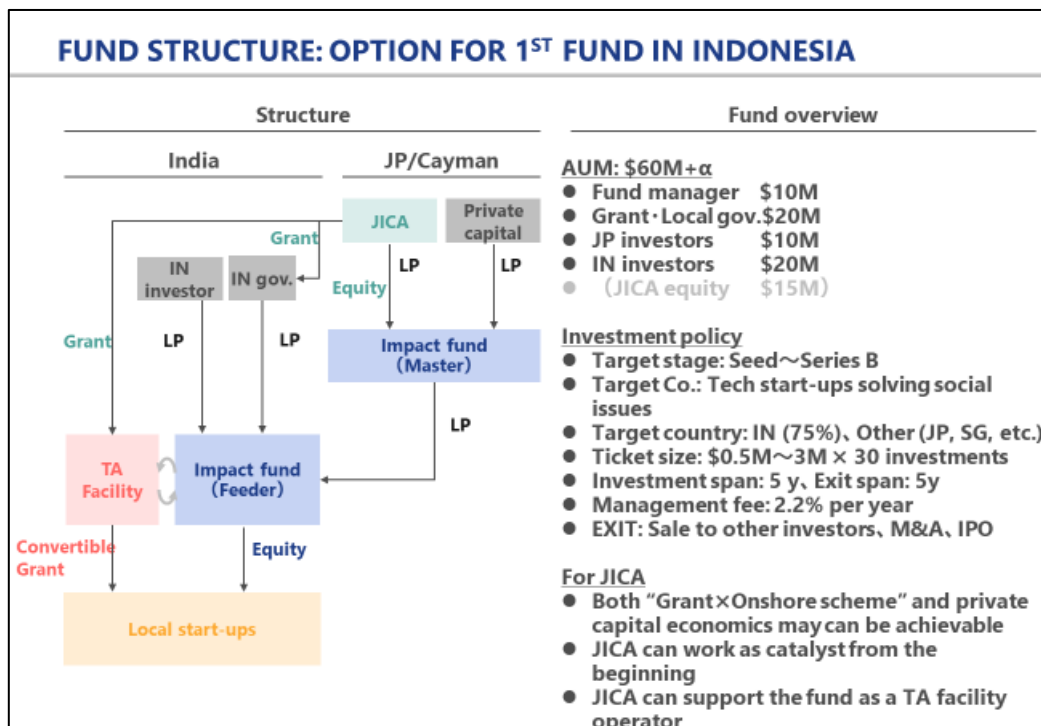 FUND STRUCTURE: OPTION FOR 1ST FUND IN INDONESIA
Structure
India
JP/Cayman
JICA
Private
capital
Grant
IN
investor
IN gov.
LP
LP
Equity
Grant
LP
LP
Impact fund
(Master)
LP
TA
Facility
Impact fund
(Feeder)
Convertible
Grant
Equity
Local start-ups
Fund overview
AUM: $60M+α
● Fund manager $10M
● Grant・Local gov.$20M
● JP investors $10M
● IN investors $20M
● （JICA equity $15M）
Investment policy
● Target stage: Seed～Series B
● Target Co.: Tech start-ups solving social
issues
● Target country: IN (75%)、Other (JP, SG, etc.)
● Ticket size: $0.5M～3M × 30 investments
● Investment span: 5 y、Exit span: 5y
● Management fee: 2.2% per year
● EXIT: Sale to other investors、M&A、IPO
For JICA
● Both “Grant×Onshore scheme” and private
capital economics may can be achievable
● JICA can work as catalyst from the
beginning
● JICA can support the fund as a TA facility
operator